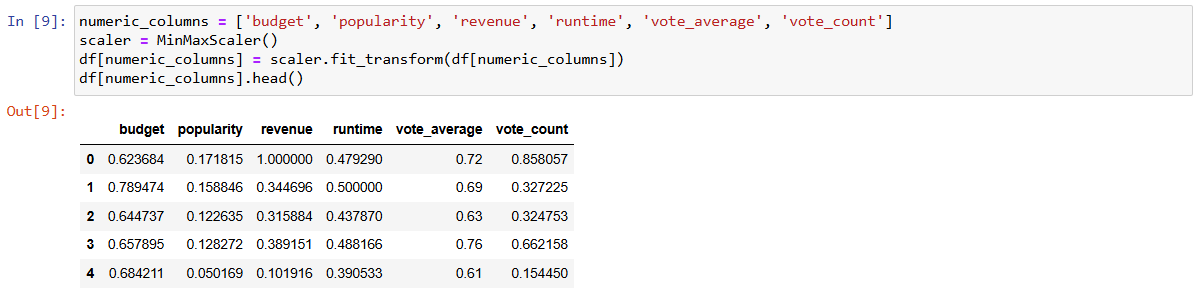 In [9]: numeric_columns = ['budget', 'popularity', 'revenue', 'runtime', 'vote_average', 'vote_count']
scaler = MinMaxScaler()
df[numeric_columns] = scaler.fit_transform(df[numeric_columns])
df[numeric_columns].head()
Out[9]:
budget popularity revenue runtime vote_average vote_count
0 0.623684 0.171815 1.000000 0.479290 0.72 0.858057
1 0.789474 0.158846 0.344696 0.500000 0.69 0.327225
2 0.644737 0.122635 0.315884 0.437870 0.63 0.324753
3 0.657895 0.128272 0.389151 0.488166 0.76 0.662158
4 0.684211 0.050169 0.101916 0.390533 0.61 0.154450